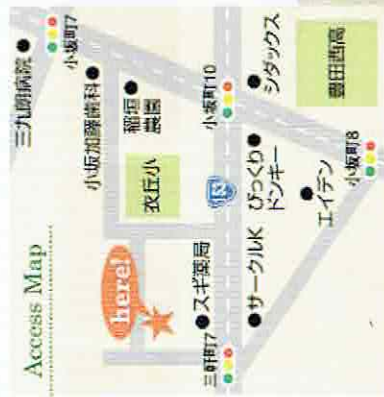 Access Map
here!
三九朗病院
小坂町7
小坂加藤歯科
稲垣
農園
衣丘小
小坂町10
シダックス
豊田西高
153
びっくり
ドンキー
小坂町8
エイデン
スギ薬局
サークルK
三軒町7